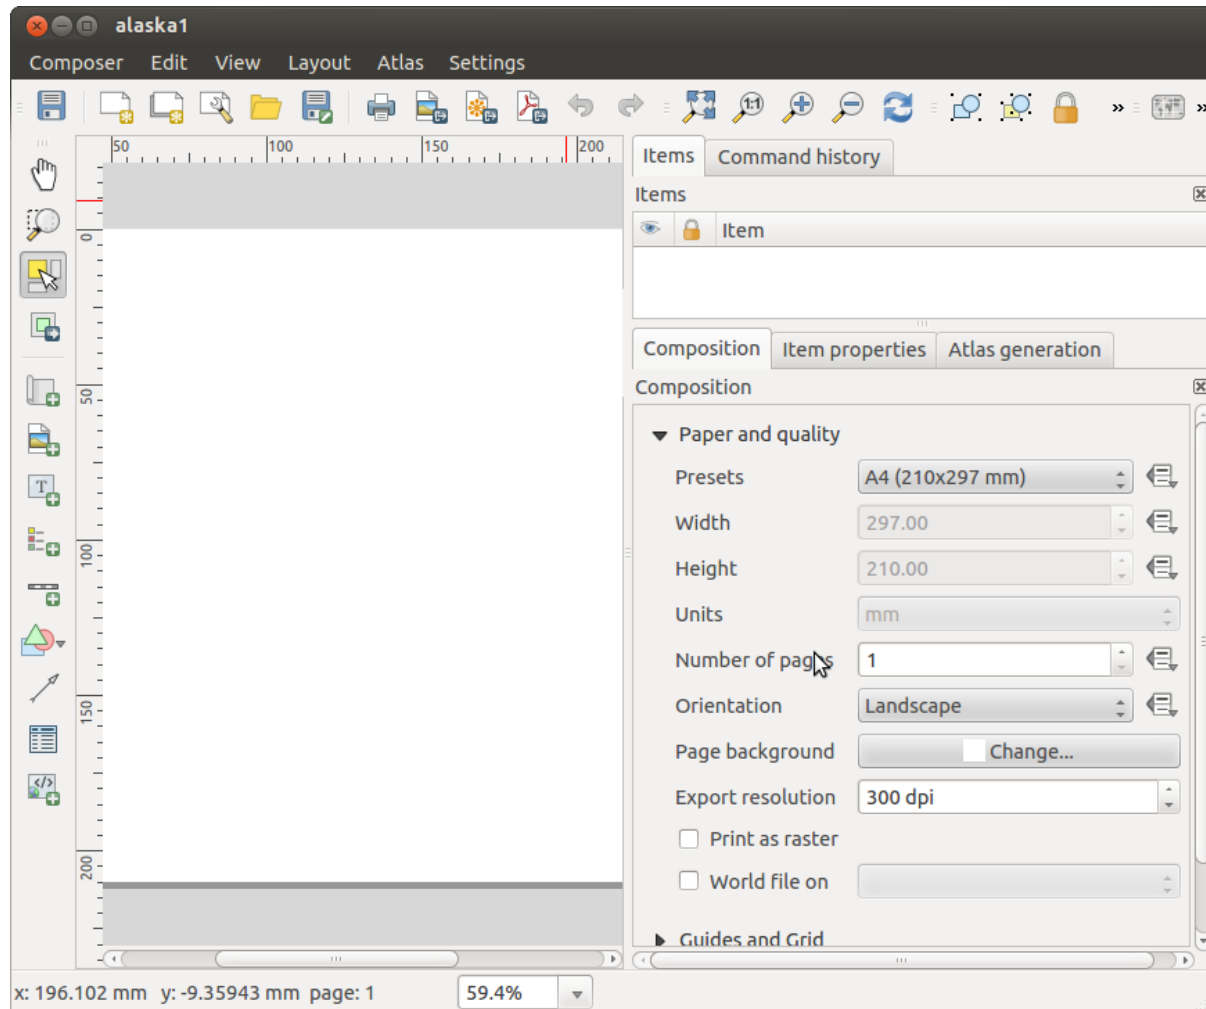 alaska1
Composer Edit View Layout Atlas Settings
1:1
50 100 150 200
Items Command history
Items
Item
0
50
100
150
200
T
</>
Composition Item properties Atlas generation
Composition
Paper and quality
Presets A4 (210x297 mm)
Width 297.00
Height 210.00
Units mm
Number of pages 1
Orientation Landscape
Page background Change...
Export resolution 300 dpi
Print as raster
World file on
Guides and Grid
x: 196.102 mm y: -9.35943 mm page: 1 59.4%